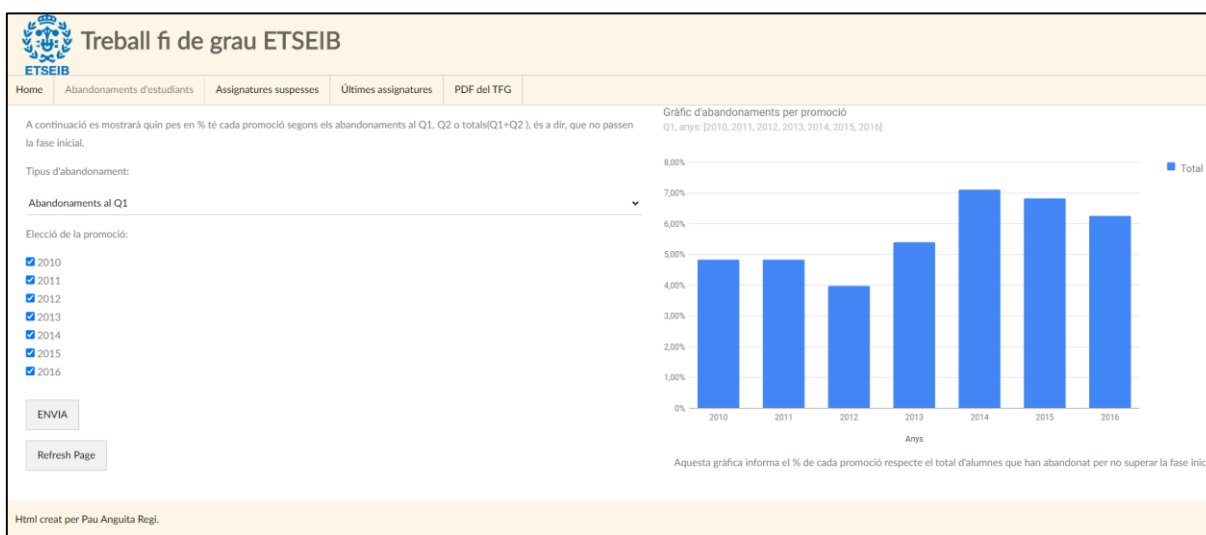 Treball fi de grau ETSEIB
ETSEIB
Home
Abandonaments d'estudiants
Assignatures suspesses
Últimes assignatures
PDF del TFG
A continuació es mostrarà quin pes en % té cada promoció segons els abandonaments al Q1, Q2 o totals(Q1+Q2 ), és a dir, que no passen
la fase inicial.
Tipus d'abandonament:
Abandonaments al Q1
Elecció de la promoció:
2010
2011
2012
2013
2014
2015
2016
ENVIA
Refresh Page
Gràfic d'abandonaments per promoció
Q1, anys: [2010, 2011, 2012, 2013, 2014, 2015, 2016]
8,00%
7,00%
6,00%
5,00%
4,00%
3,00%
2,00%
1,00%
0%
2010 2011 2012 2013 2014 2015 2016
Anys
Total
Aquesta gràfica informa el % de cada promoció respecte el total d'alumnes que han abandonat per no superar la fase inic
Html creat per Pau Anguita Regi.